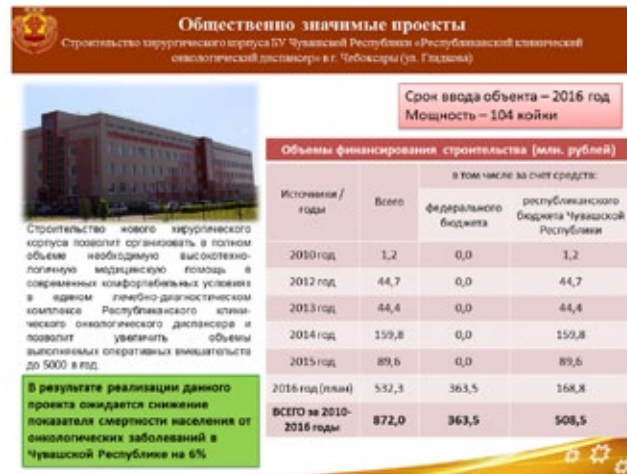 Общественно значимые проекты
Строительство хирургического корпуса БУ Чувашской Республики «Республиканский клинический
онкологический диспансер» в г. Чебоксары (ул. Гладкова)
Срок ввода объекта – 2016 год
Мощность – 104 койки
Строительство нового хирургического
корпуса позволит организовать в полном
объеме необходимую высокотехно-
логичную медицинскую помощь в
современных комфортабельных условиях
в едином лечебно-диагностическом
комплексе Республиканского клини-
ческого онкологического диспансера и
позволит увеличить объемы
выполняемых оперативных вмешательств
до 5000 в год.
В результате реализации данного
проекта ожидается снижение
показателя смертности населения от
онкологических заболеваний в
Чувашской Республике на 6%
Объемы финансирования строительства (млн. рублей)
Источники / годы Всего в том числе за счет средств:
федерального бюджета республиканского бюджета Чувашской Республики
2010 год 1,2 0,0 1,2
2012 год 44,7 0,0 44,7
2013 год 44,4 0,0 44,4
2014 год 159,8 0,0 159,8
2015 год 89,6 0,0 89,6
2016 год (план) 532,3 363,5 168,8
ВСЕГО за 2010-
2016 годы 872,0 363,5 508,5